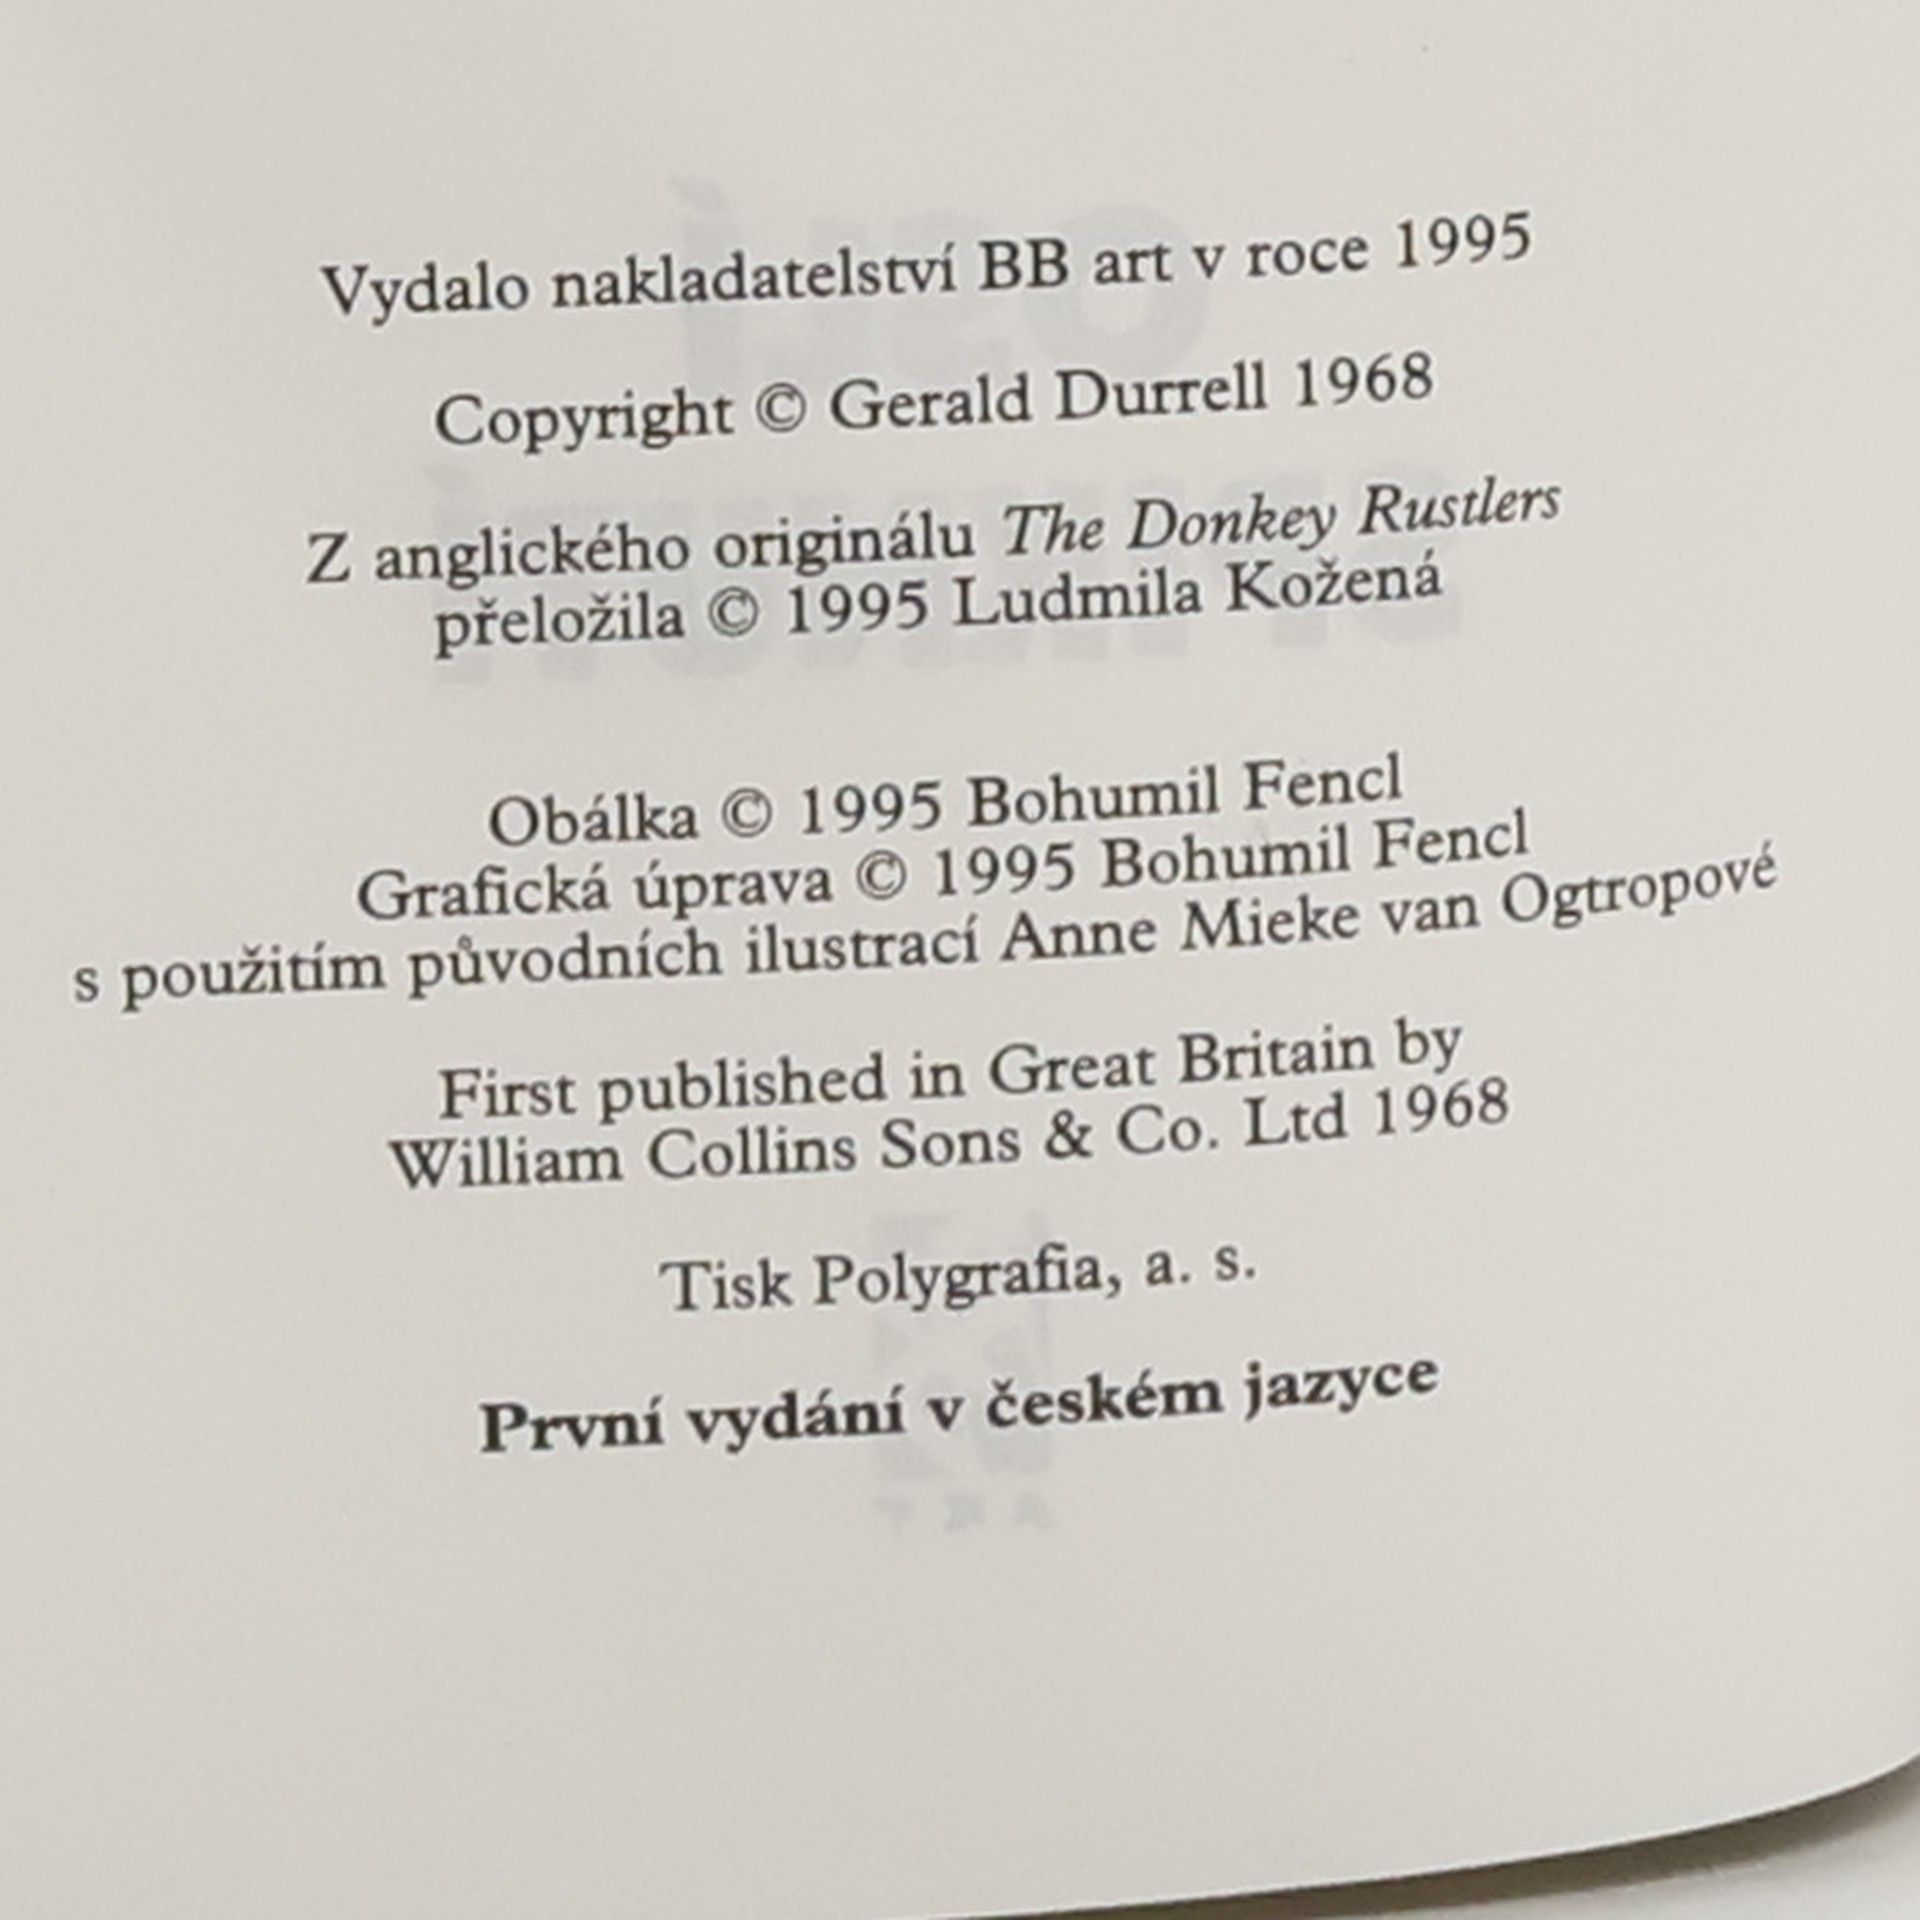 Vydalo nakladatelství BB art v roce 1995
Copyright © Gerald Durrell 1968
Z anglického originálu The Donkey Rustlers
přeložila © 1995 Ludmila Kožená
Obálka © 1995 Bohumil Fencl
Grafická úprava © 1995 Bohumil Fencl
s použitím původních ilustrací Anne Mieke van Ogtropové
First published in Great Britain by
William Collins Sons & Co. Ltd 1968
Tisk Polygrafia, a. s.
První vydání v českém jazyce